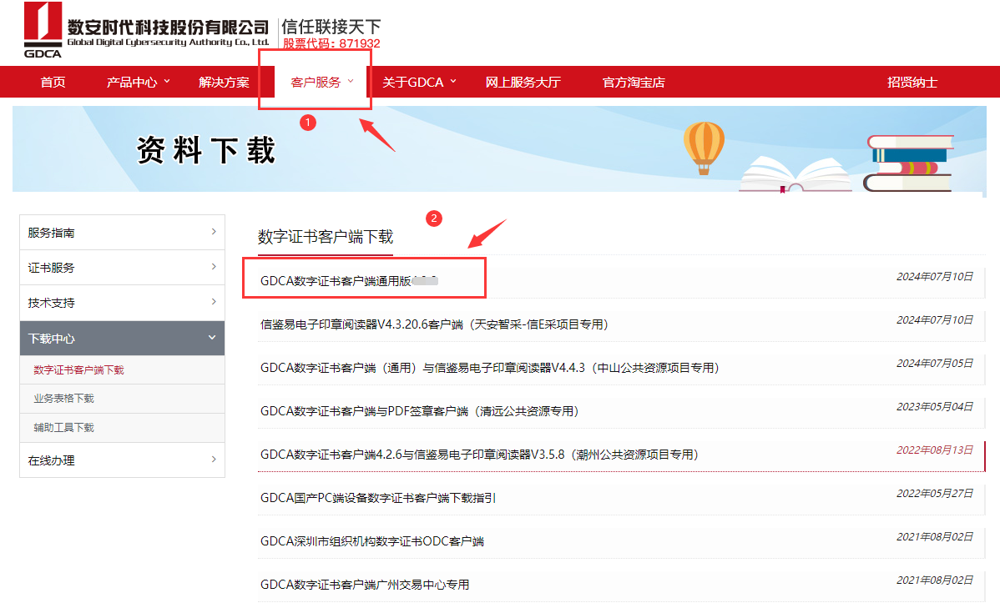 数安时代科技股份有限公司
Global Digital Cybersecurity Authority Co., Ltd.
GDCA
信任联接天下
股票代码：871932
首页 产品中心 解决方案 客户服务 关于GDCA 网上服务大厅 官方淘宝店 招贤纳士
1
资料下载
服务指南
证书服务
技术支持
下载中心
数字证书客户端下载
业务表格下载
辅助工具下载
在线办理
2
数字证书客户端下载
GDCA数字证书客户端通用版 2024年07月10日
信鉴易电子印章阅读器V4.3.20.6客户端（天安智采-信E采项目专用） 2024年07月10日
GDCA数字证书客户端（通用）与信鉴易电子印章阅读器V4.4.3（中山公共资源项目专用） 2024年07月05日
GDCA数字证书客户端与PDF签章客户端（清远公共资源专用） 2023年05月04日
GDCA数字证书客户端4.2.6与信鉴易电子印章阅读器V3.5.8（潮州公共资源项目专用） 2022年08月13日
GDCA国产PC端设备数字证书客户端下载指引 2022年05月27日
GDCA深圳市组织机构数字证书ODC客户端 2021年08月02日
GDCA数字证书客户端广州交易中心专用 2021年08月02日